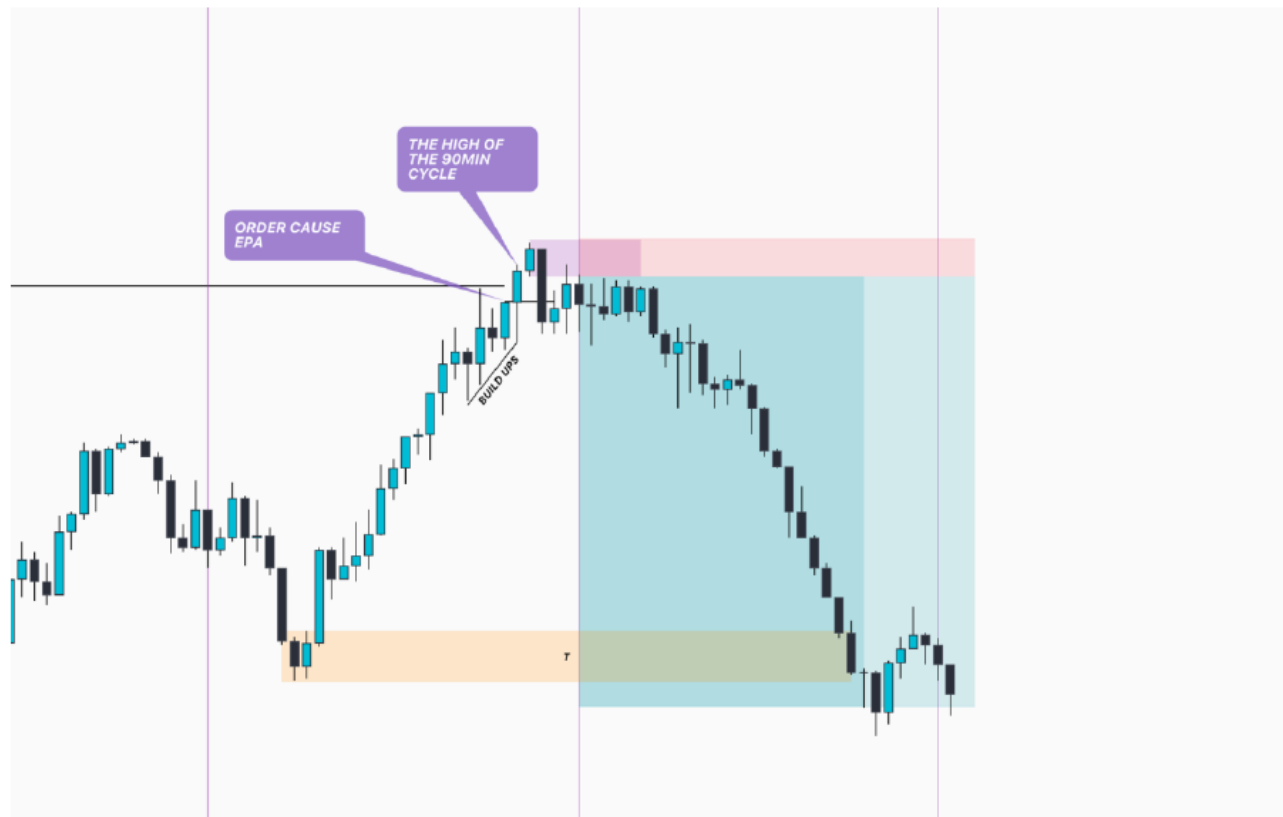 THE HIGH OF
THE 90MIN
CYCLE
ORDER CAUSE
EPA
BUILD UPS
T